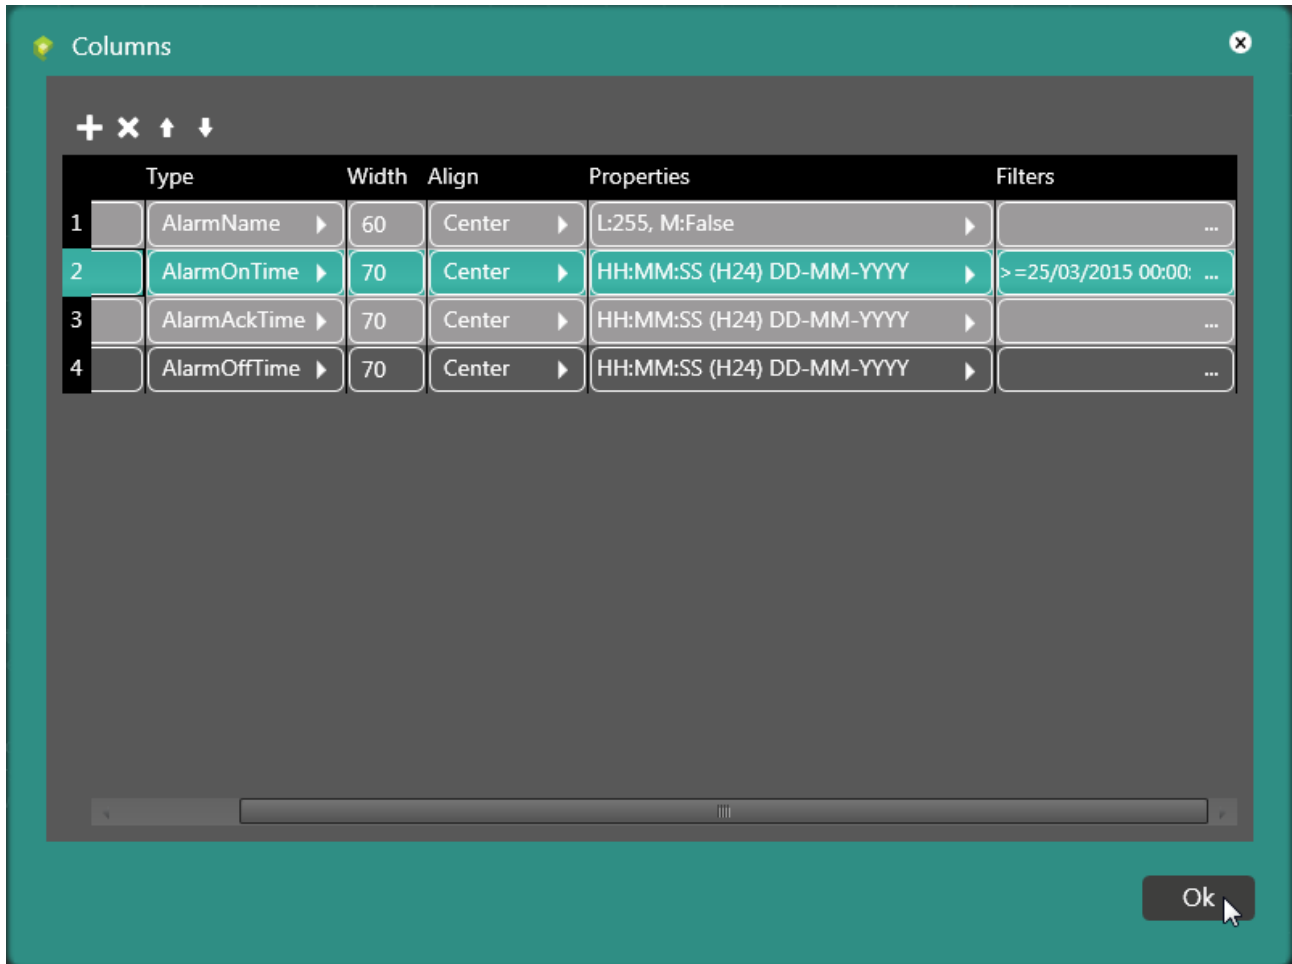 Columns
Type Width Align Properties Filters
1 AlarmName 60 Center L:255, M:False ...
2 AlarmOnTime 70 Center HH:MM:SS (H24) DD-MM-YYYY >=25/03/2015 00:00: ...
3 AlarmAckTime 70 Center HH:MM:SS (H24) DD-MM-YYYY ...
4 AlarmOffTime 70 Center HH:MM:SS (H24) DD-MM-YYYY ...
Ok